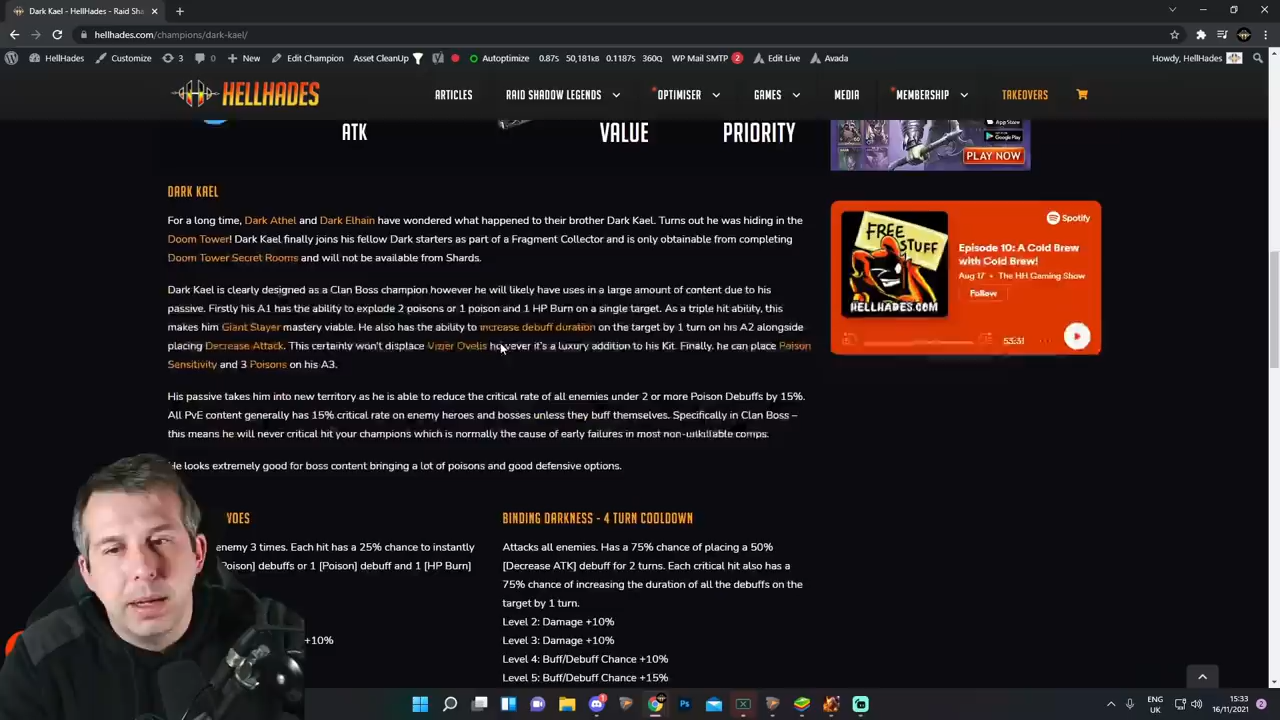 Dark Kael - HellHades - Raid Sha
hellhades.com/champions/dark-kael/
HellHades Customize 3 0 New Edit Champion Asset CleanUp Autoptimize 0.87s 50,181KB 0.1187s 360Q WP Mail SMTP 2 Edit Live Avada Howdy, HellHades
HELLHADES ARTICLES RAID SHADOW LEGENDS *OPTIMISER GAMES MEDIA *MEMBERSHIP TAKEOVERS
ATK VALUE PRIORITY
App Store
Google Play
PLAY NOW
DARK KAEL
For a long time, Dark Athel and Dark Elhain have wondered what happened to their brother Dark Kael. Turns out he was hiding in the
Doom Tower! Dark Kael finally joins his fellow Dark starters as part of a Fragment Collector and is only obtainable from completing
Doom Tower Secret Rooms and will not be available from Shards.
Dark Kael is clearly designed as a Clan Boss champion however he will likely have uses in a large amount of content due to his
passive. Firstly his A1 has the ability to explode 2 poisons or 1 poison and 1 HP Burn on a single target. As a triple hit ability, this
makes him Giant Slayer mastery viable. He also has the ability to increase debuff duration on the target by 1 turn on his A2 alongside
placing Decrease Attack. This certainly won't displace Vizier Ovelis however it's a luxury addition to his Kit. Finally, he can place Poison
Sensitivity and 3 Poisons on his A3.
His passive takes him into new territory as he is able to reduce the critical rate of all enemies under 2 or more Poison Debuffs by 15%.
All PvE content generally has 15% critical rate on enemy heroes and bosses unless they buff themselves. Specifically in Clan Boss –
this means he will never critical hit your champions which is normally the cause of early failures in most non-unkillable comps.
He looks extremely good for boss content bringing a lot of poisons and good defensive options.
FREE
STUFF
HELLHADES.COM
Spotify
Episode 10: A Cold Brew
with Cold Brew!
Aug 17 • The HH Gaming Show
Follow
53:31
VOES
enemy 3 times. Each hit has a 25% chance to instantly
[Poison] debuffs or 1 [Poison] debuff and 1 [HP Burn]
+10%
BINDING DARKNESS - 4 TURN COOLDOWN
Attacks all enemies. Has a 75% chance of placing a 50%
[Decrease ATK] debuff for 2 turns. Each critical hit also has a
75% chance of increasing the duration of all the debuffs on the
target by 1 turn.
Level 2: Damage +10%
Level 3: Damage +10%
Level 4: Buff/Debuff Chance +10%
Level 5: Buff/Debuff Chance +15%
ENG
UK
15:33
16/11/2021